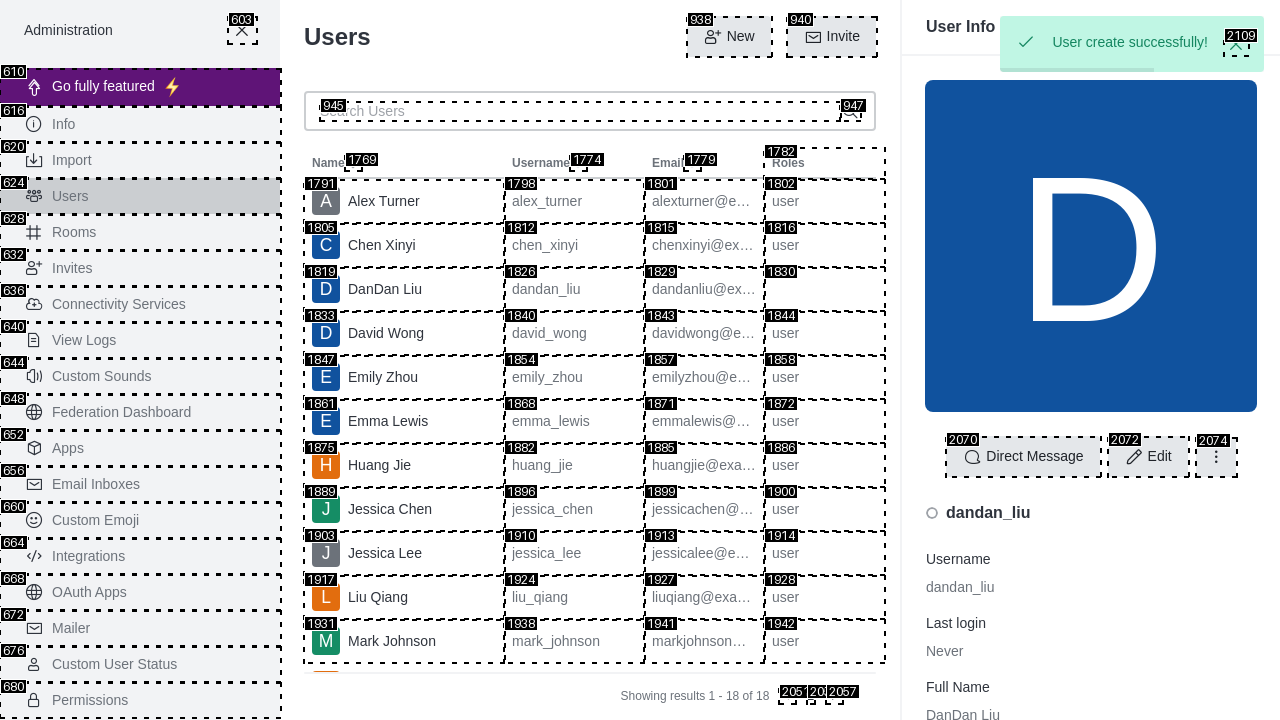 Administration
603
610
Go fully featured
616
Info
620
Import
624
Users
628
Rooms
632
Invites
636
Connectivity Services
640
View Logs
644
Custom Sounds
648
Federation Dashboard
652
Apps
656
Email Inboxes
660
Custom Emoji
664
Integrations
668
OAuth Apps
672
Mailer
676
Custom User Status
680
Permissions
Users
938
New
940
Invite
945
Search Users
947
Name 1769 Username 1774 Email 1779 1782 Roles
1791 1798 1801 1802
A Alex Turner alex_turner alexturner@e… user
1805 1812 1815 1816
C Chen Xinyi chen_xinyi chenxinyi@ex… user
1819 1826 1829 1830
D DanDan Liu dandan_liu dandanliu@ex…
1833 1840 1843 1844
D David Wong david_wong davidwong@e… user
1847 1854 1857 1858
E Emily Zhou emily_zhou emilyzhou@e… user
1861 1868 1871 1872
E Emma Lewis emma_lewis emmalewis@… user
1875 1882 1885 1886
H Huang Jie huang_jie huangjie@exa… user
1889 1896 1899 1900
J Jessica Chen jessica_chen jessicachen@… user
1903 1910 1913 1914
J Jessica Lee jessica_lee jessicalee@e… user
1917 1924 1927 1928
L Liu Qiang liu_qiang liuqiang@exa… user
1931 1938 1941 1942
M Mark Johnson mark_johnson markjohnson… user
Showing results 1 - 18 of 18
2057
User Info
User create successfully!
2109
D
2070
Direct Message
2072
Edit
2074
dandan_liu
Username
dandan_liu
Last login
Never
Full Name
DanDan Liu